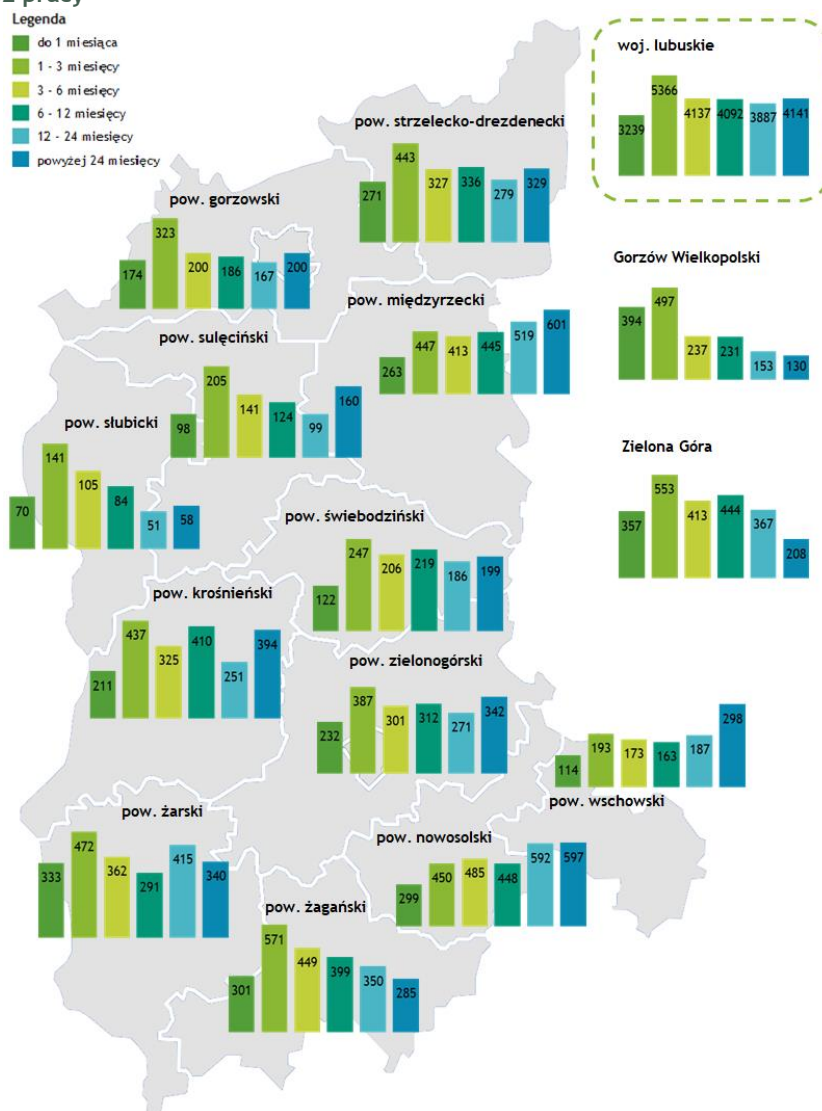 z pracy
Legenda
do 1 miesiąca
1 - 3 miesięcy
3 - 6 miesięcy
6 - 12 miesięcy
12 - 24 miesięcy
powyżej 24 miesięcy
woj. lubuskie
3239 5366 4137 4092 3887 4141
pow. strzelecko-drezdenecki
271 443 327 336 279 329
pow. gorzowski
174 323 200 186 167 200
Gorzów Wielkopolski
394 497 237 231 153 130
pow. międzyrzecki
263 447 413 445 519 601
pow. sulęciński
98 205 141 124 99 160
pow. słubicki
70 141 105 84 51 58
Zielona Góra
357 553 413 444 367 208
pow. świebodziński
122 247 206 219 186 199
pow. krośnieński
211 437 325 410 251 394
pow. zielonogórski
232 387 301 312 271 342
114 193 173 163 187 298
pow. wschowski
pow. żarski
333 472 362 291 415 340
pow. nowosolski
299 450 485 448 592 597
pow. żagański
301 571 449 399 350 285